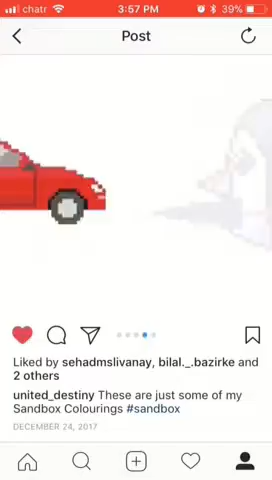 chatr 3:57 PM 39%
Post
Liked by sehadmslivanay, bilal._.bazirke and
2 others
united_destiny These are just some of my
Sandbox Colourings #sandbox
DECEMBER 24, 2017